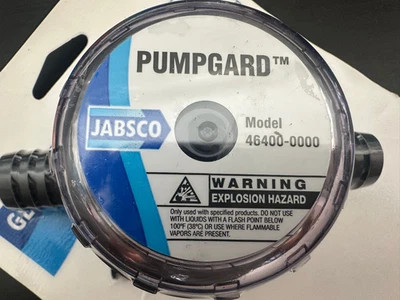 PUMPGARD™
JABSCO
Model
46400-0000
WARNING
EXPLOSION HAZARD
Only used with specified products. DO NOT USE
WITH LIQUIDS WITH A FLASH POINT BELOW
100°F (38°C) OR USE WHERE FLAMMABLE
VAPORS ARE PRESENT.